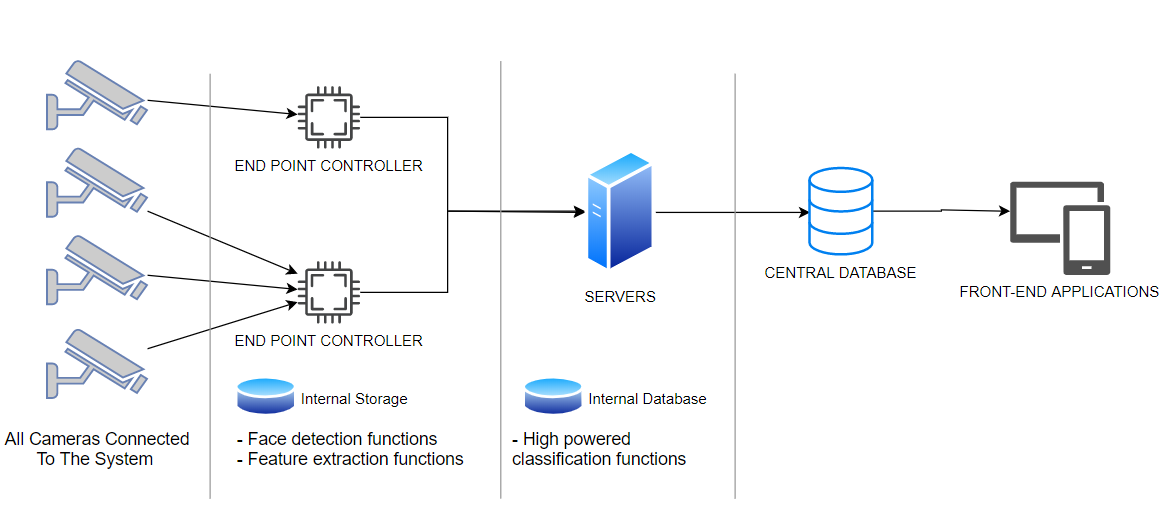 END POINT CONTROLLER
END POINT CONTROLLER
SERVERS
CENTRAL DATABASE
FRONT-END APPLICATIONS
Internal Storage
Internal Database
All Cameras Connected
To The System
- Face detection functions
- Feature extraction functions
- High powered
classification functions